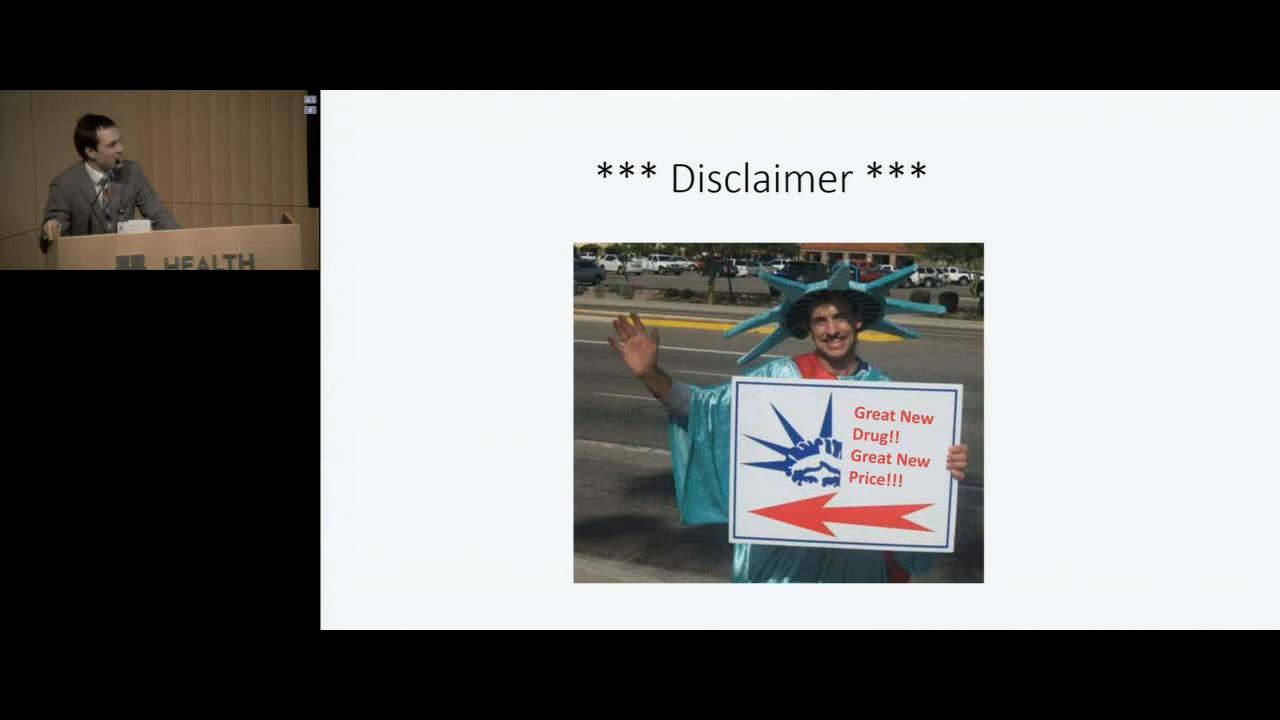 *** Disclaimer ***
Great New
Drug!!
Great New
Price!!!
HEALTH